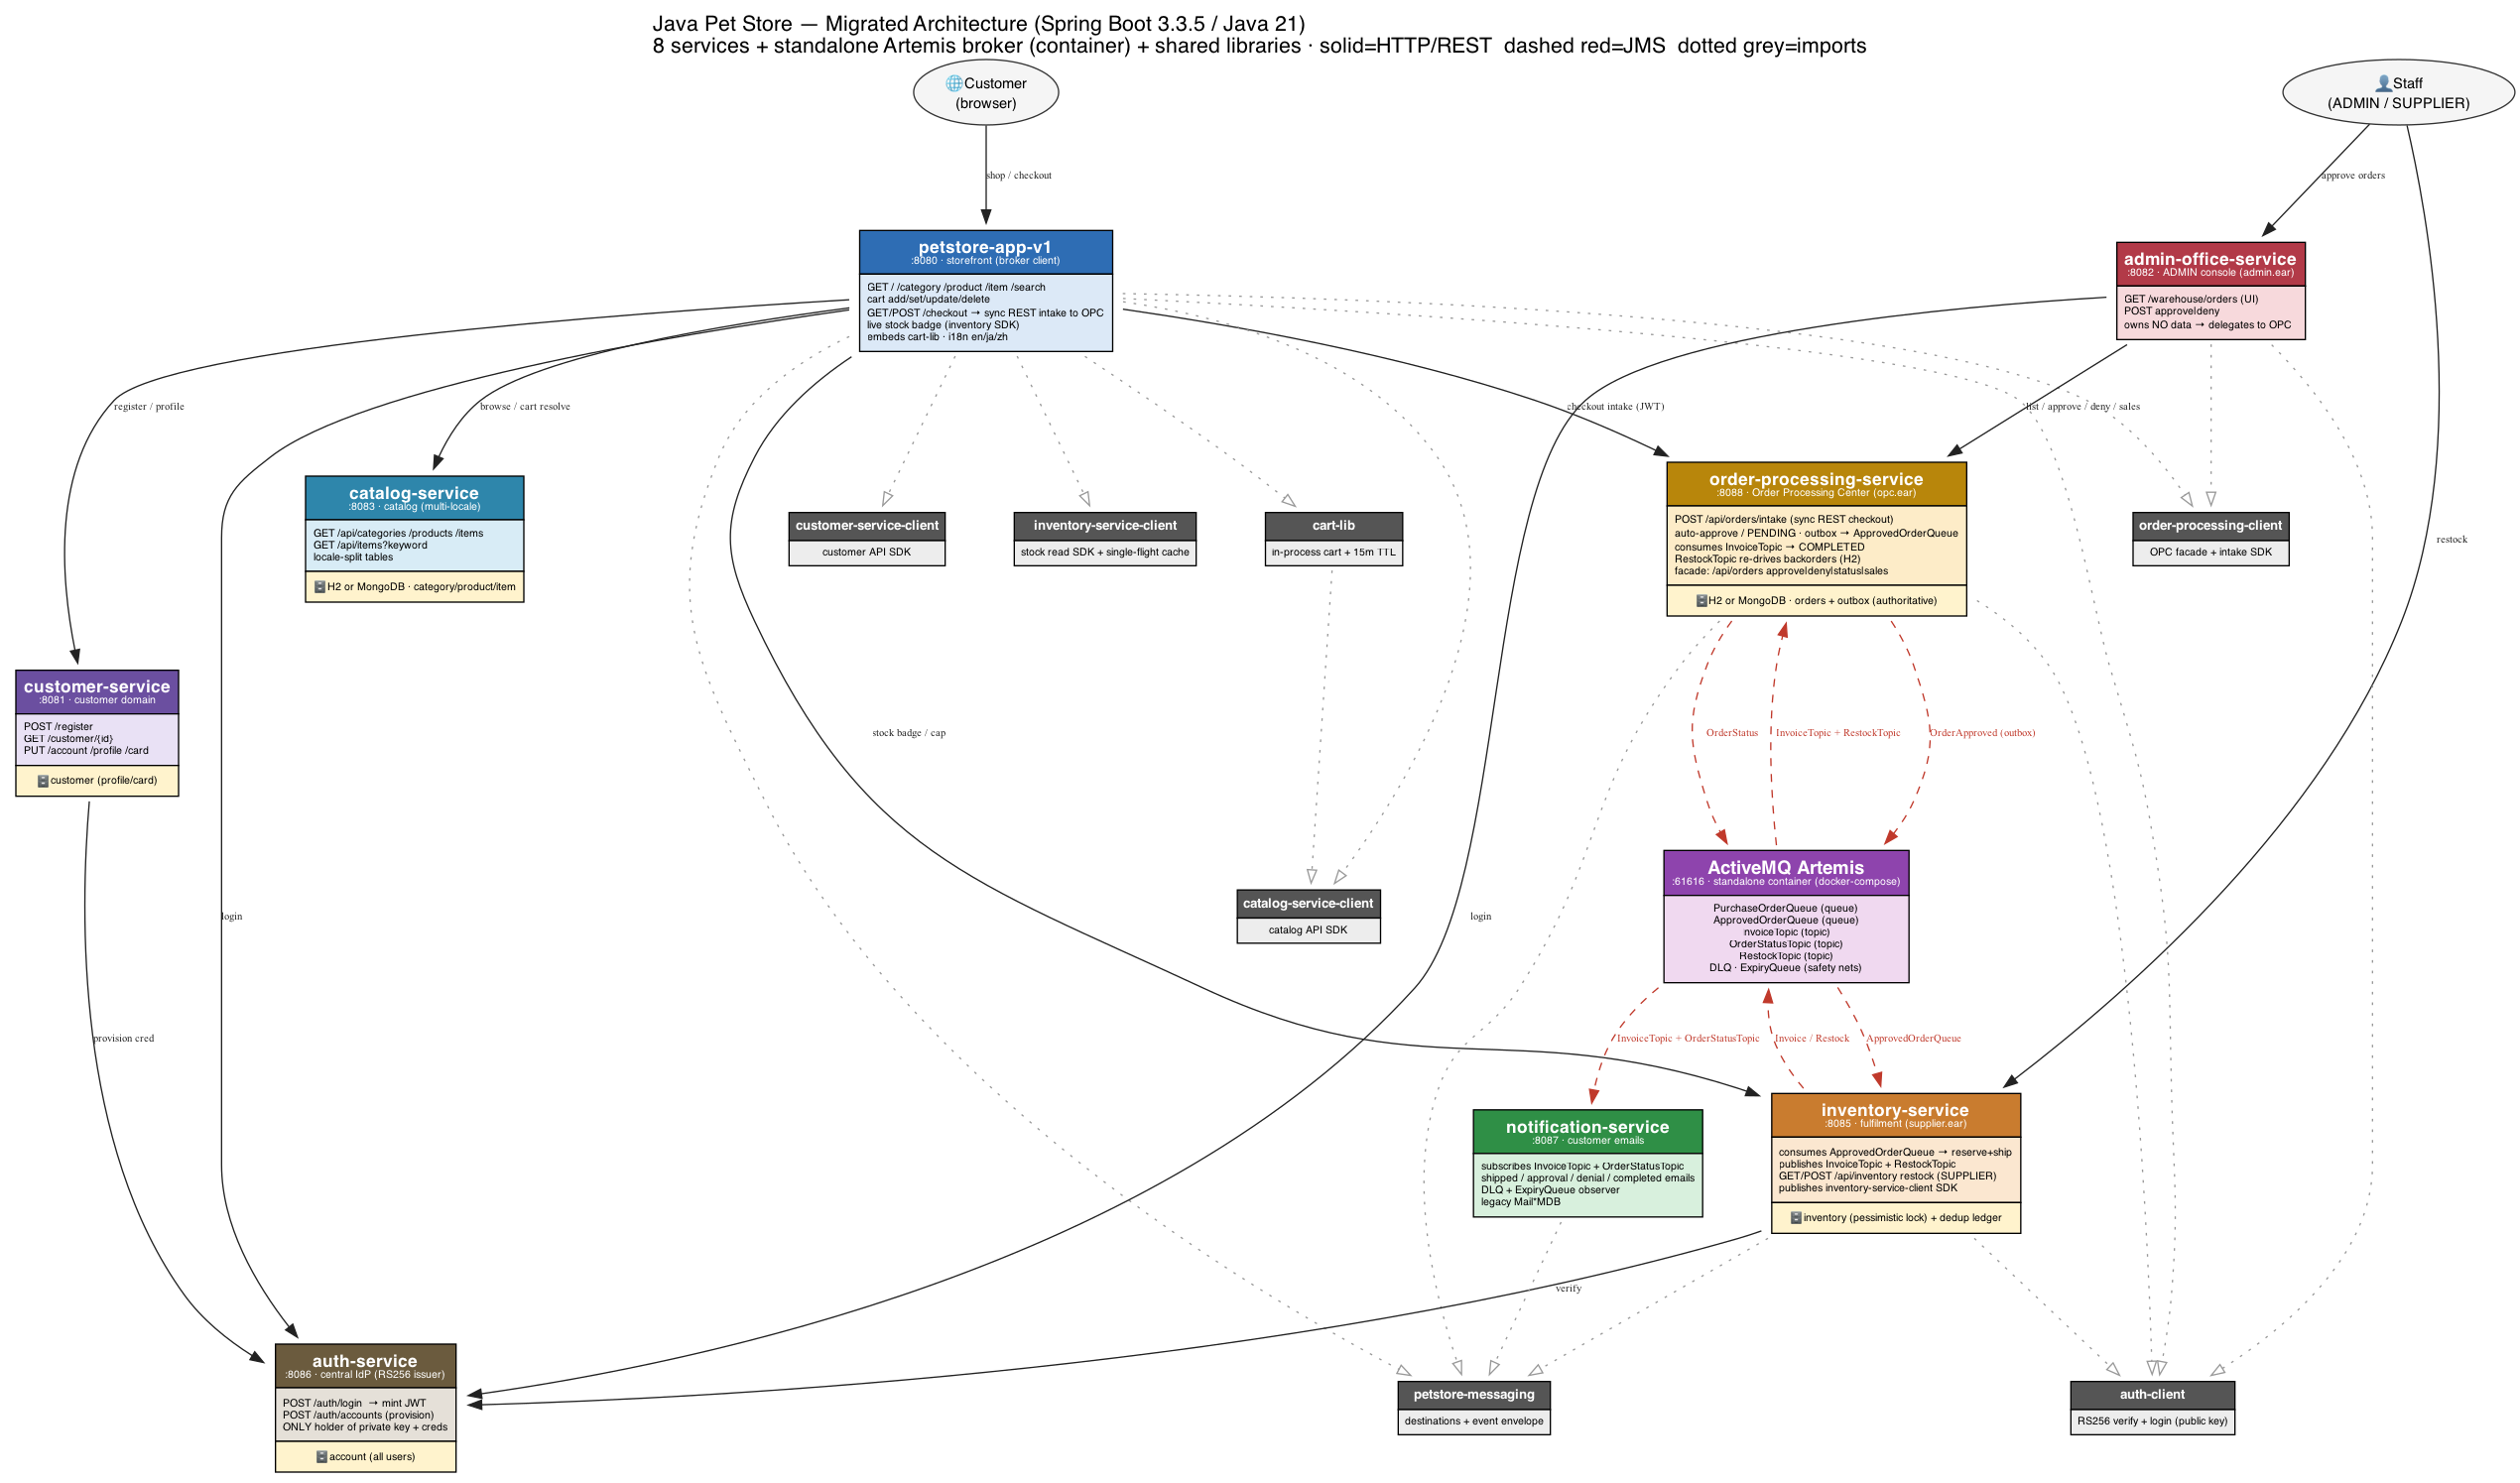 Java Pet Store — Migrated Architecture (Spring Boot 3.3.5 / Java 21)
8 services + standalone Artemis broker (container) + shared libraries · solid=HTTP/REST  dashed red=JMS  dotted grey=imports
Customer
(browser)
Staff
(ADMIN / SUPPLIER)
shop / checkout
approve orders
petstore-app-v1
:8080 · storefront (broker client)
GET / /category /product /item /search
cart add/set/update/delete
GET/POST /checkout → sync REST intake to OPC
live stock badge (inventory SDK)
embeds cart-lib · i18n en/ja/zh
admin-office-service
:8082 · ADMIN console (admin.ear)
GET /warehouse/orders (UI)
POST approve|deny
owns NO data → delegates to OPC
register / profile
browse / cart resolve
checkout intake (JWT)
list / approve / deny / sales
restock
catalog-service
:8083 · catalog (multi-locale)
GET /api/categories /products /items
GET /api/items?keyword
locale-split tables
H2 or MongoDB · category/product/item
customer-service-client
customer API SDK
inventory-service-client
stock read SDK + single-flight cache
cart-lib
in-process cart + 15m TTL
order-processing-service
:8088 · Order Processing Center (opc.ear)
POST /api/orders/intake (sync REST checkout)
auto-approve / PENDING · outbox → ApprovedOrderQueue
consumes InvoiceTopic → COMPLETED
RestockTopic re-drives backorders (H2)
facade: /api/orders approve|deny|status|sales
H2 or MongoDB · orders + outbox (authoritative)
order-processing-client
OPC facade + intake SDK
customer-service
:8081 · customer domain
POST /register
GET /customer/{id}
PUT /account /profile /card
customer (profile/card)
stock badge / cap
OrderStatus
InvoiceTopic + RestockTopic
OrderApproved (outbox)
login
catalog-service-client
catalog API SDK
login
ActiveMQ Artemis
:61616 · standalone container (docker-compose)
PurchaseOrderQueue (queue)
ApprovedOrderQueue (queue)
InvoiceTopic (topic)
OrderStatusTopic (topic)
RestockTopic (topic)
DLQ · ExpiryQueue (safety nets)
provision cred
InvoiceTopic + OrderStatusTopic
Invoice / Restock
ApprovedOrderQueue
notification-service
:8087 · customer emails
subscribes InvoiceTopic + OrderStatusTopic
shipped / approval / denial / completed emails
DLQ + ExpiryQueue observer
legacy Mail*MDB
inventory-service
:8085 · fulfilment (supplier.ear)
consumes ApprovedOrderQueue → reserve+ship
publishes InvoiceTopic + RestockTopic
GET/POST /api/inventory restock (SUPPLIER)
publishes inventory-service-client SDK
inventory (pessimistic lock) + dedup ledger
verify
auth-service
:8086 · central IdP (RS256 issuer)
POST /auth/login → mint JWT
POST /auth/accounts (provision)
ONLY holder of private key + creds
account (all users)
petstore-messaging
destinations + event envelope
auth-client
RS256 verify + login (public key)